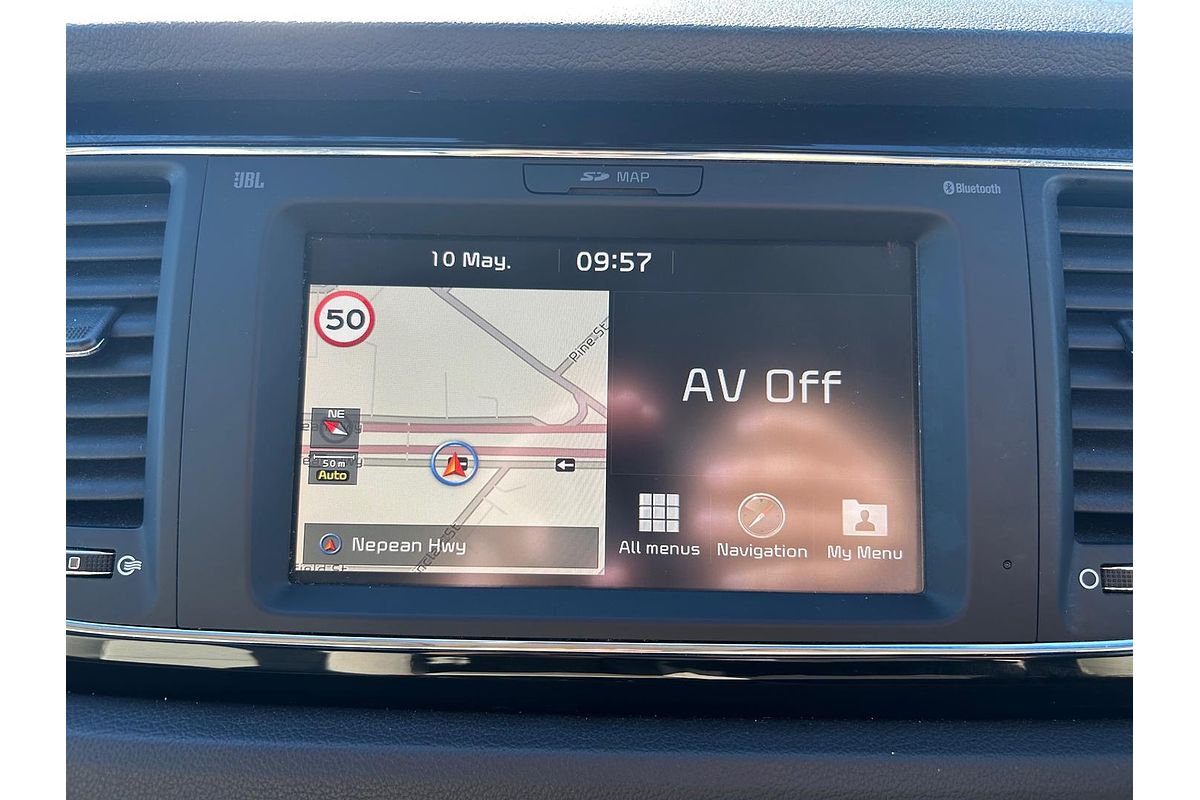 JBL
SD MAP
Bluetooth
10 May.
09:57
50
Pine St
NE
50 m
Auto
AV Off
Nepean Hwy
All menus
Navigation
My Menu